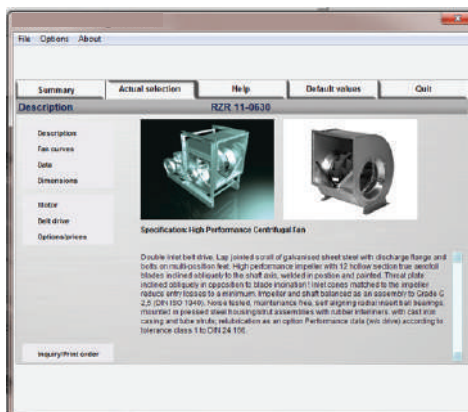 File Options About
Summary Actual selection Help Default values Quit
Description RZR 11-0630
Description
Fan curves
Data
Dimensions
Motor
Belt drive
Options/prices
Specification: High Performance Centrifugal Fan
Double inlet belt drive. Lap jointed scroll of galvanised sheet steel with discharge flange and
bolts on multi-position feet. High performance impeller with 12 hollow section true aerofoil
blades inclined obliquely to the shaft axis, welded in position and patented. Throat plate
inclined obliquely in opposition to blade inclination! Inlet cones matched to the impeller
reduce entry losses to a minimum. Impeller and shaft balanced as an assembly to Grade G
2,5 (DIN ISO 1940). Noise tested, maintenance free, self aligning radial insert ball bearings,
mounted in pressed steel housing/strut assemblies with rubber interliners, with cast iron
casing and tube struts; relubrication as an option Performance data (w/o drive) according to
tolerance class 1 to DIN 24 166.
Inquiry/Print order